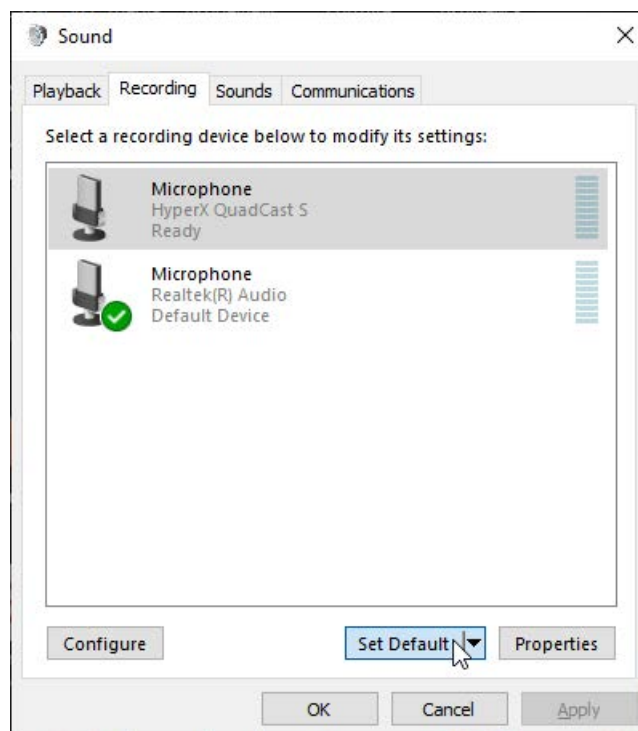 Sound
Playback Recording Sounds Communications
Select a recording device below to modify its settings:
Microphone
HyperX QuadCast S
Ready
Microphone
Realtek(R) Audio
Default Device
Configure Set Default Properties
OK Cancel Apply